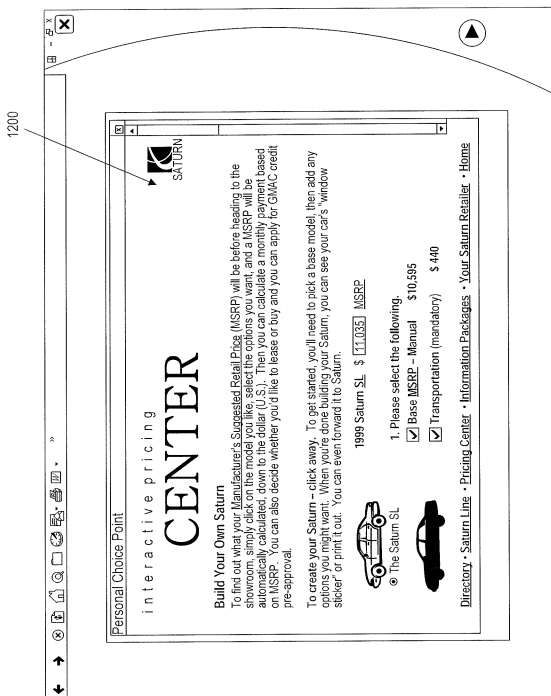 1200
Personal Choice Point
SATURN
interactive pricing
CENTER
Build Your Own Saturn
To find out what your Manufacturer's Suggested Retail Price (MSRP) will be before heading to the
showroom, simply click on the model you like, select the options you want, and a MSRP will be
automatically calculated, down to the dollar (U.S.). Then you can calculate a monthly payment based
on MSRP. You can also decide whether you'd like to lease or buy and you can apply for GMAC credit
pre-approval.
To create your Saturn – click away. To get started, you'll need to pick a base model, then add any
options you might want. When you're done building your Saturn, you can see your car's "window
sticker" or print it out. You can even forward it to Saturn.
1999 Saturn SL $ 11,035 MSRP
1. Please select the following.
Base MSRP – Manual $10,595
The Saturn SL
Transportation (mandatory) $ 440
Directory • Saturn Line • Pricing Center • Information Packages • Your Saturn Retailer • Home